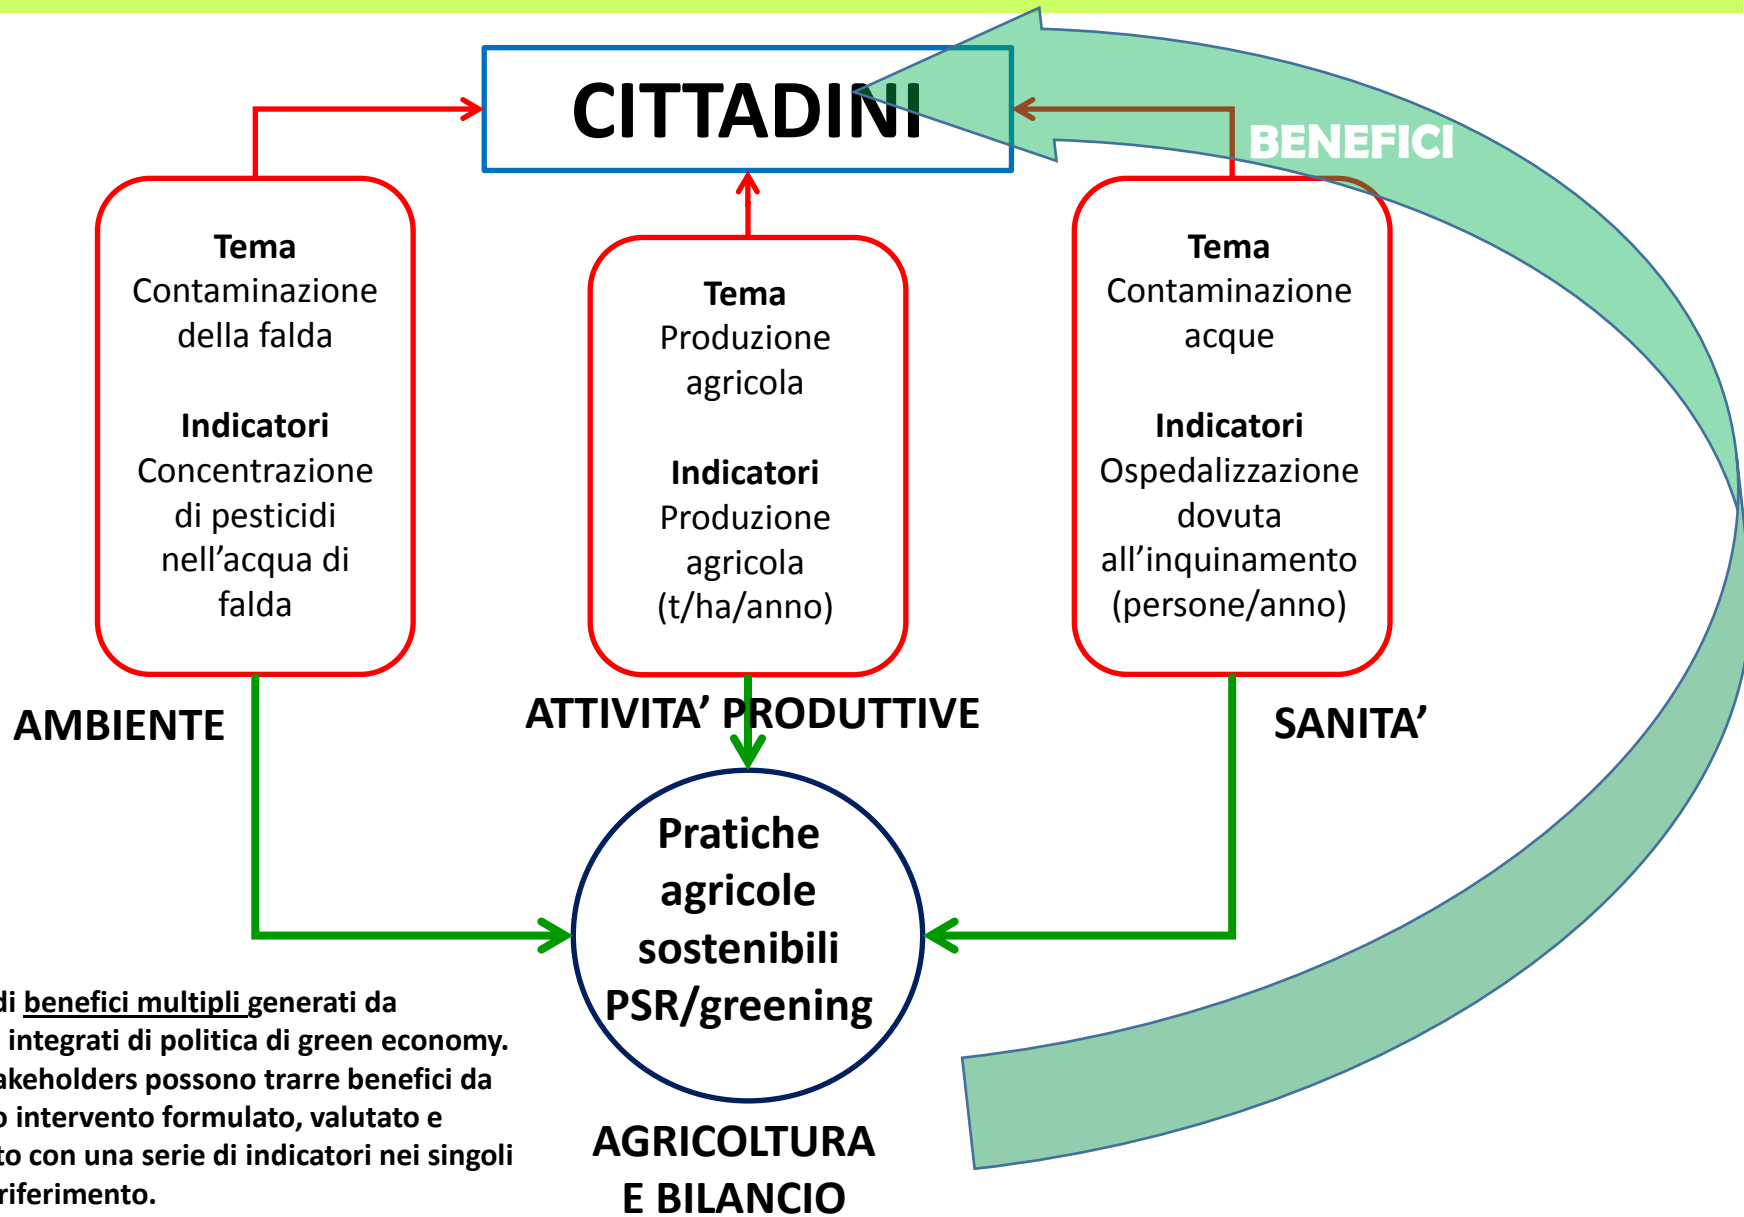 CITTADINI
BENEFICI
Tema
Contaminazione
della falda
Indicatori
Concentrazione
di pesticidi
nell’acqua di
falda
Tema
Produzione
agricola
Indicatori
Produzione
agricola
(t/ha/anno)
Tema
Contaminazione
acque
Indicatori
Ospedalizzazione
dovuta
all’inquinamento
(persone/anno)
AMBIENTE
ATTIVITA’ PRODUTTIVE
SANITA’
Pratiche
agricole
sostenibili
PSR/greening
AGRICOLTURA
E BILANCIO
di benefici multipli generati da
integrati di politica di green economy.
akeholders possono trarre benefici da
o intervento formulato, valutato e
to con una serie di indicatori nei singoli
riferimento.